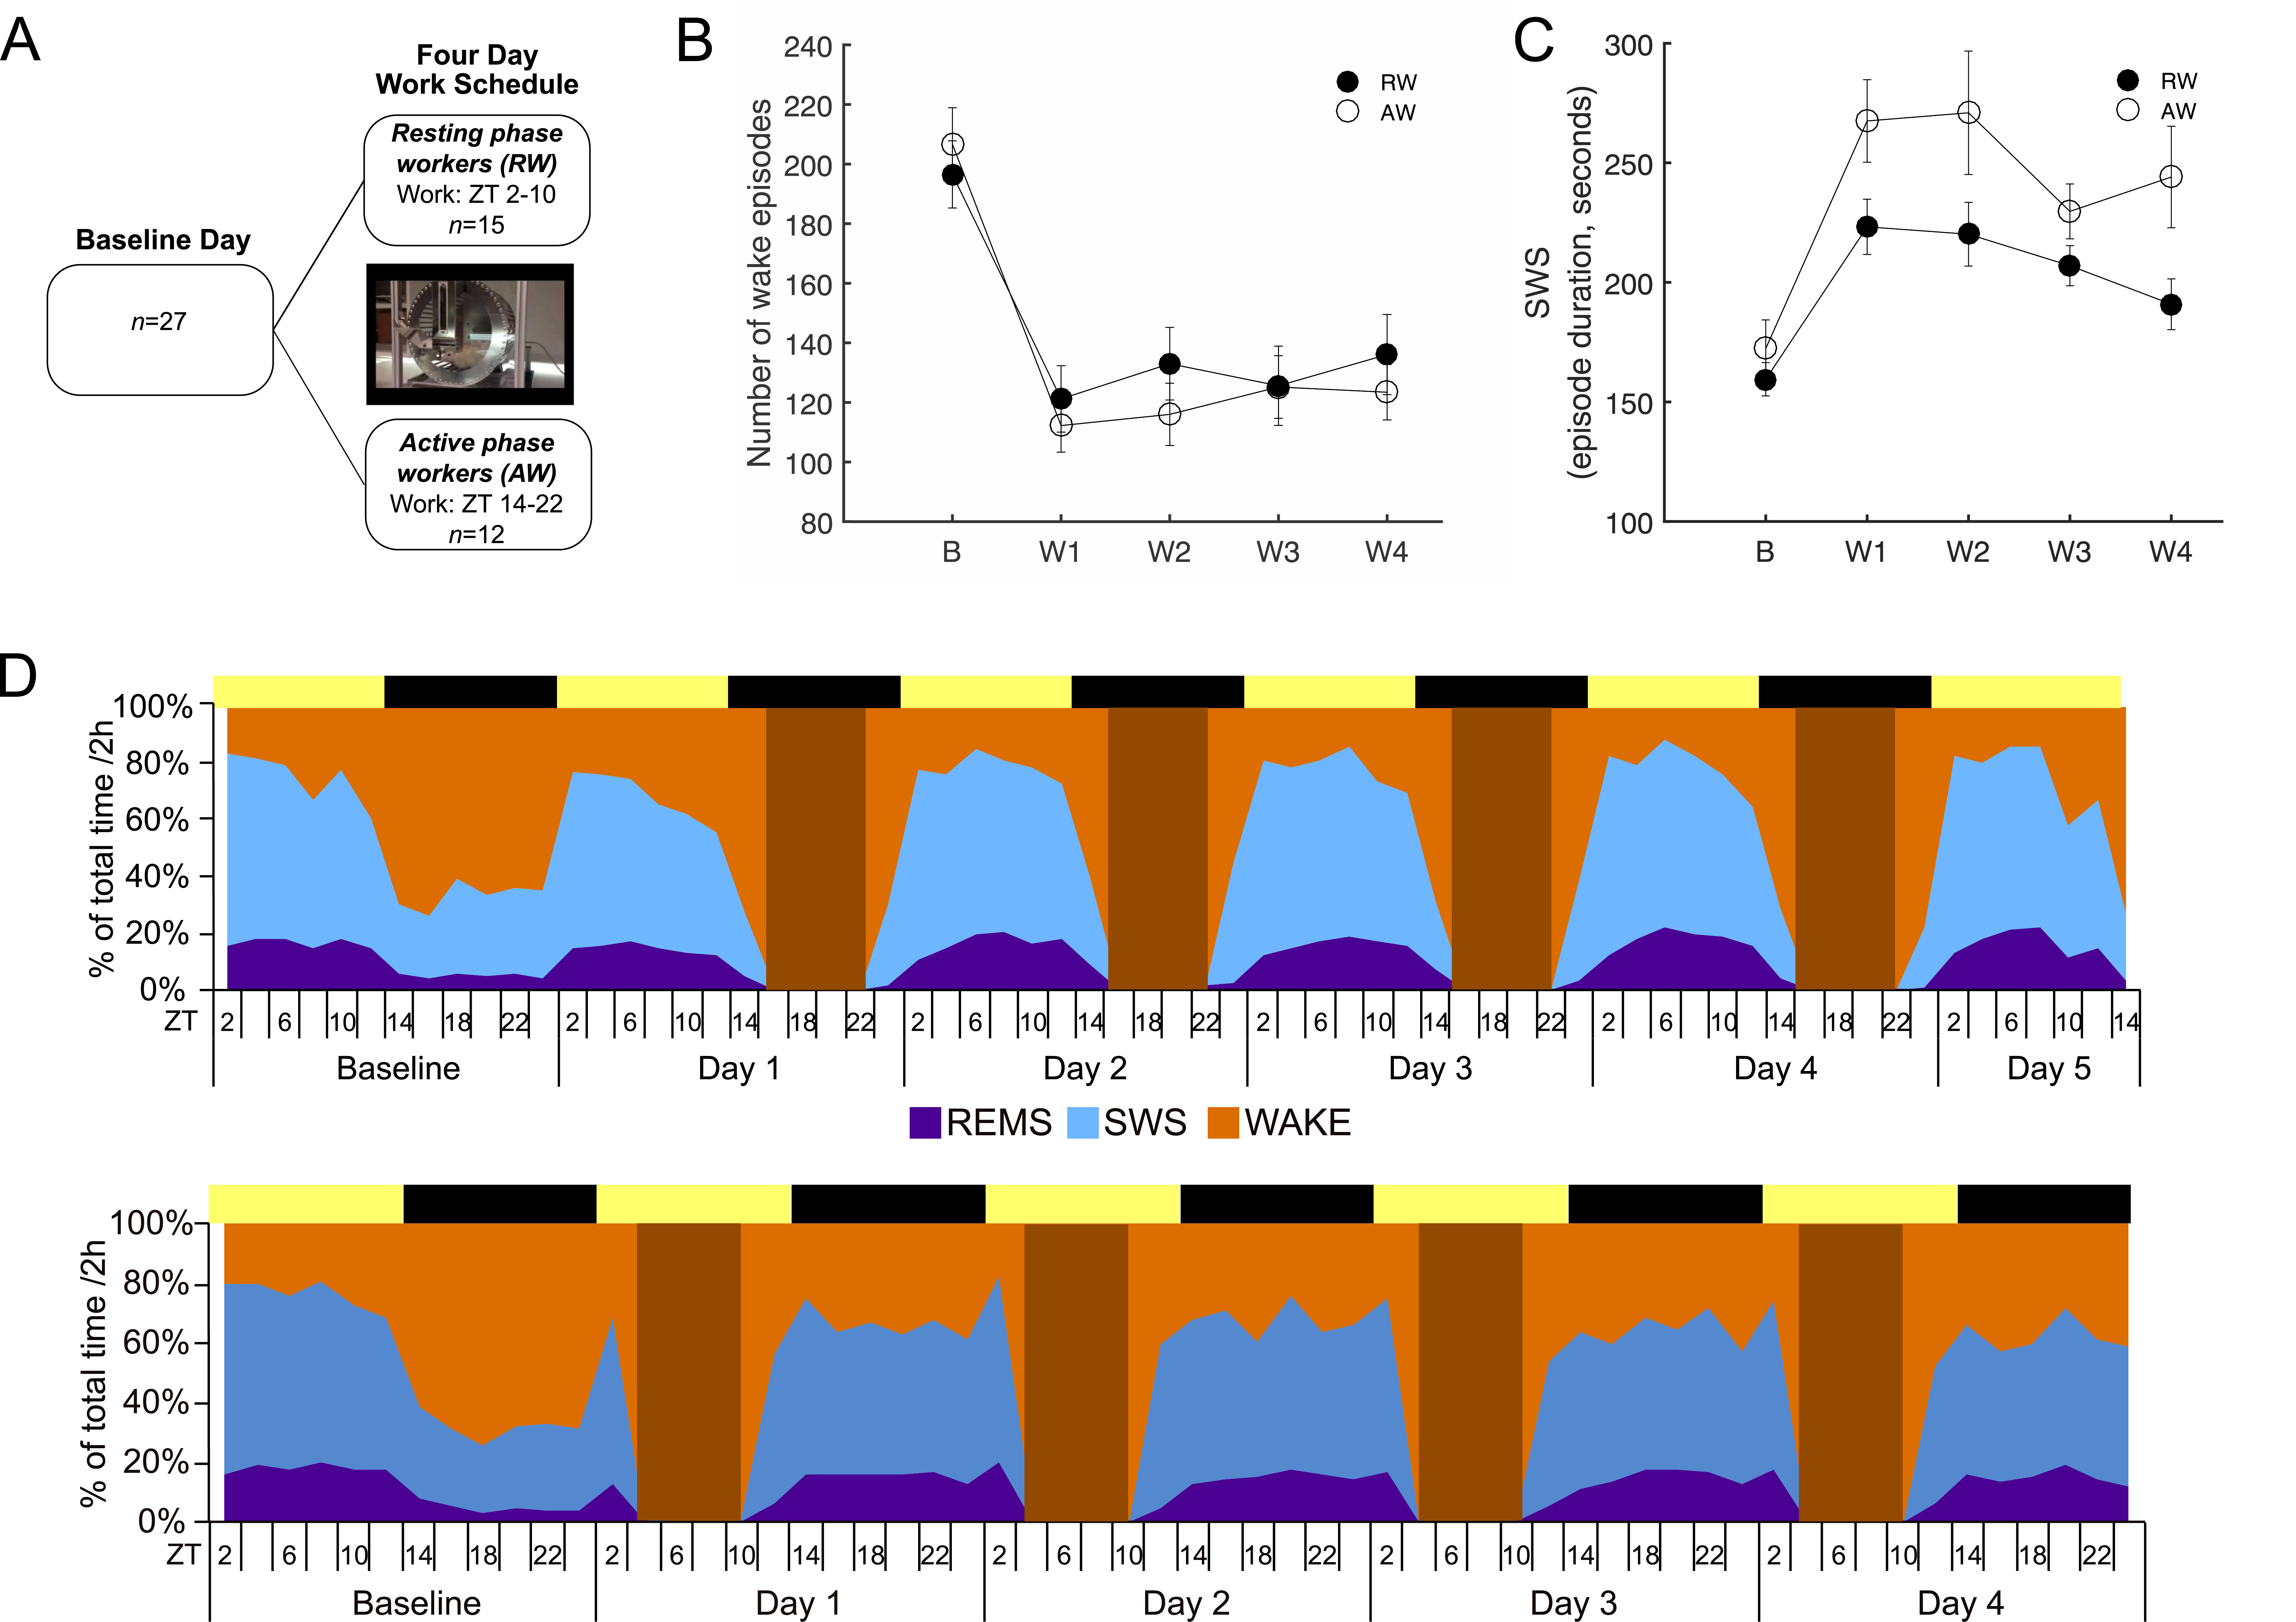 A
Four Day
Work Schedule
Resting phase
workers (RW)
Work: ZT 2-10
n=15
Baseline Day
n=27
Active phase
workers (AW)
Work: ZT 14-22
n=12
B
240
220
200
180
160
140
120
100
80
Number of wake episodes
RW
AW
B W1 W2 W3 W4
C
300
250
200
150
100
SWS
(episode duration, seconds)
RW
AW
B W1 W2 W3 W4
D
100%
80%
60%
40%
20%
0%
% of total time /2h
ZT 2 6 10 14 18 22 2 6 10 14 18 22 2 6 10 14 18 22 2 6 10 14 18 22 2 6 10 14 18 22 2 6 10 14
Baseline Day 1 Day 2 Day 3 Day 4 Day 5
REMS SWS WAKE
100%
80%
60%
40%
20%
0%
% of total time /2h
ZT 2 6 10 14 18 22 2 6 10 14 18 22 2 6 10 14 18 22 2 6 10 14 18 22 2 6 10 14 18 22
Baseline Day 1 Day 2 Day 3 Day 4